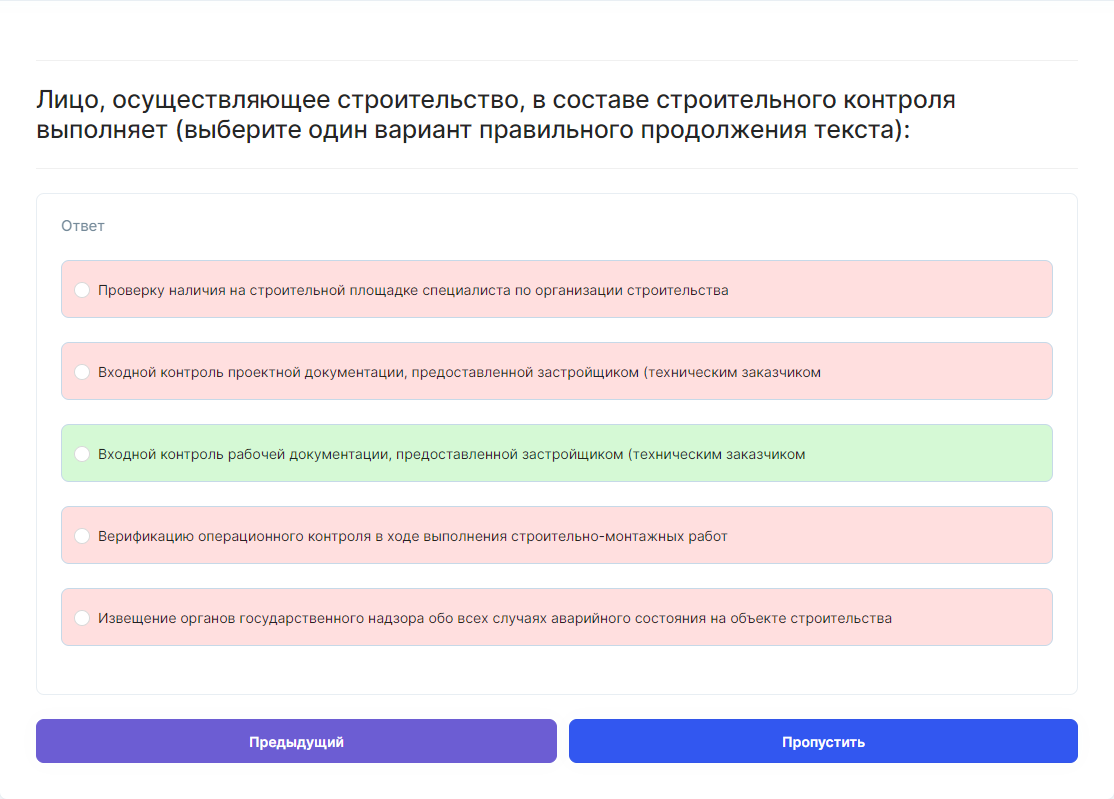 Лицо, осуществляющее строительство, в составе строительного контроля
выполняет (выберите один вариант правильного продолжения текста):
Ответ
Проверку наличия на строительной площадке специалиста по организации строительства
Входной контроль проектной документации, предоставленной застройщиком (техническим заказчиком
Входной контроль рабочей документации, предоставленной застройщиком (техническим заказчиком
Верификацию операционного контроля в ходе выполнения строительно-монтажных работ
Извещение органов государственного надзора обо всех случаях аварийного состояния на объекте строительства
Предыдущий
Пропустить